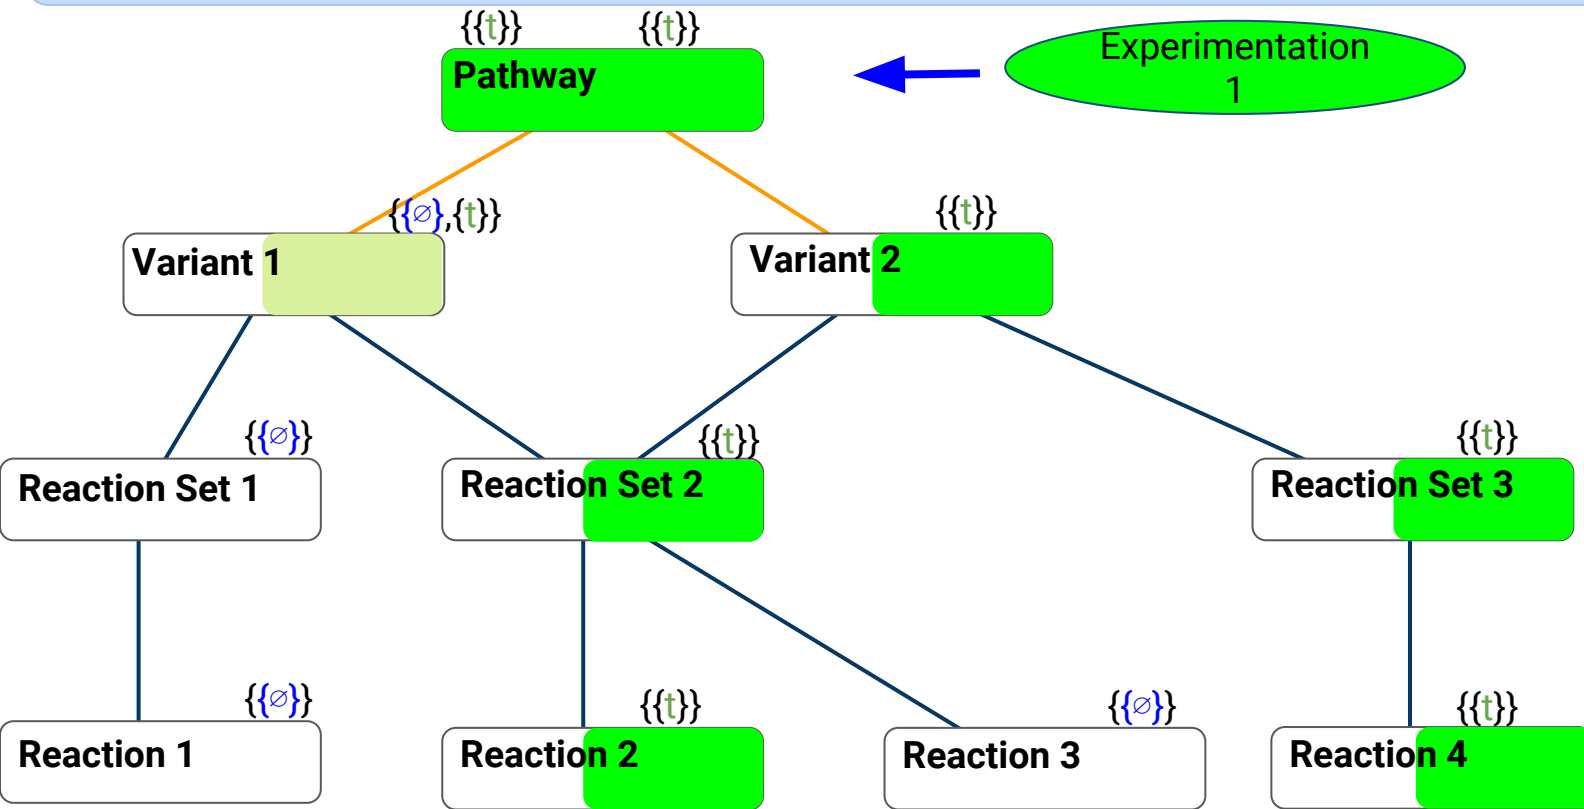 {{t}} {{t}}
Pathway
Experimentation
1
{{∅},{t}}
{{t}}
Variant 1
Variant 2
{{∅}}
{{t}}
{{t}}
Reaction Set 1
Reaction Set 2
Reaction Set 3
{{∅}}
{{t}}
{{∅}}
{{t}}
Reaction 1
Reaction 2
Reaction 3
Reaction 4